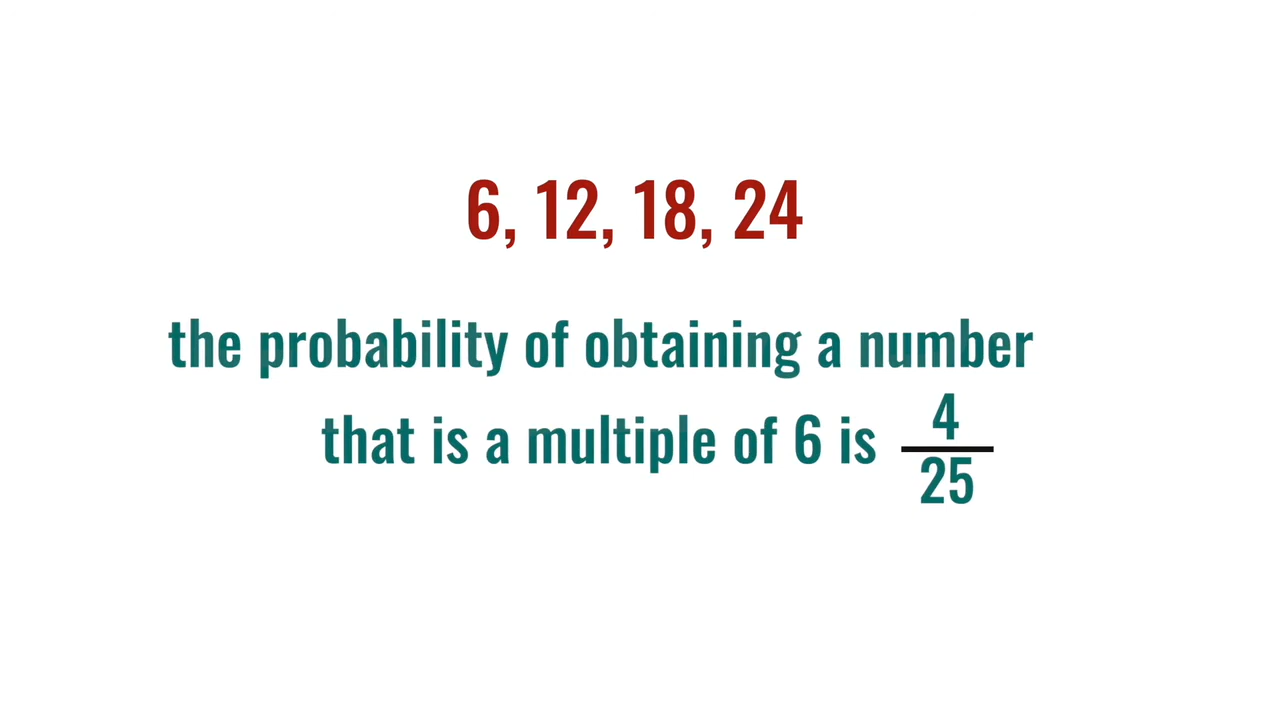 6, 12, 18, 24
the probability of obtaining a number
that is a multiple of 6 is 4/25